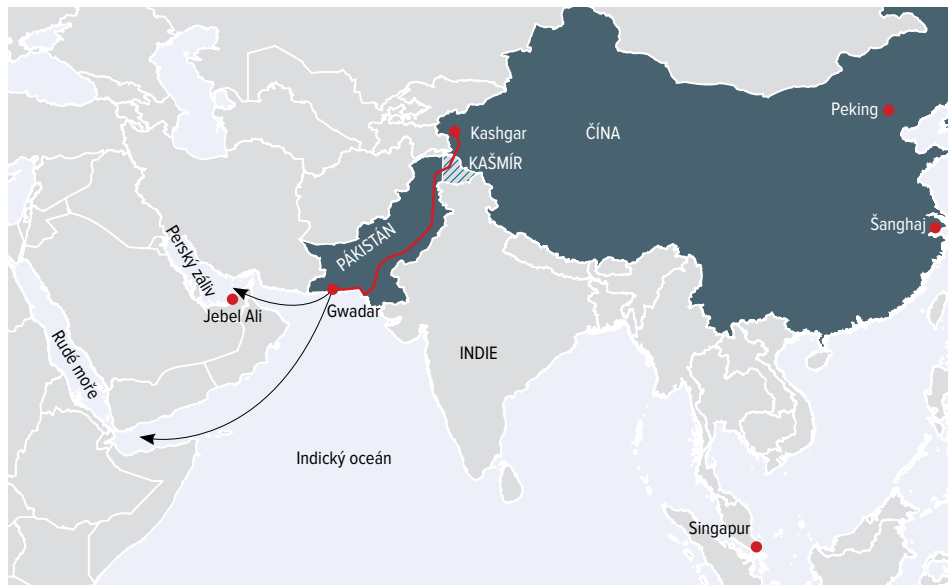 Peking
Kashgar
ČÍNA
KAŠMÍR
Šanghaj
PÁKISTÁN
Perský záliv
Gwadar
Jebel Ali
Rudé moře
INDIE
Indický oceán
Singapur